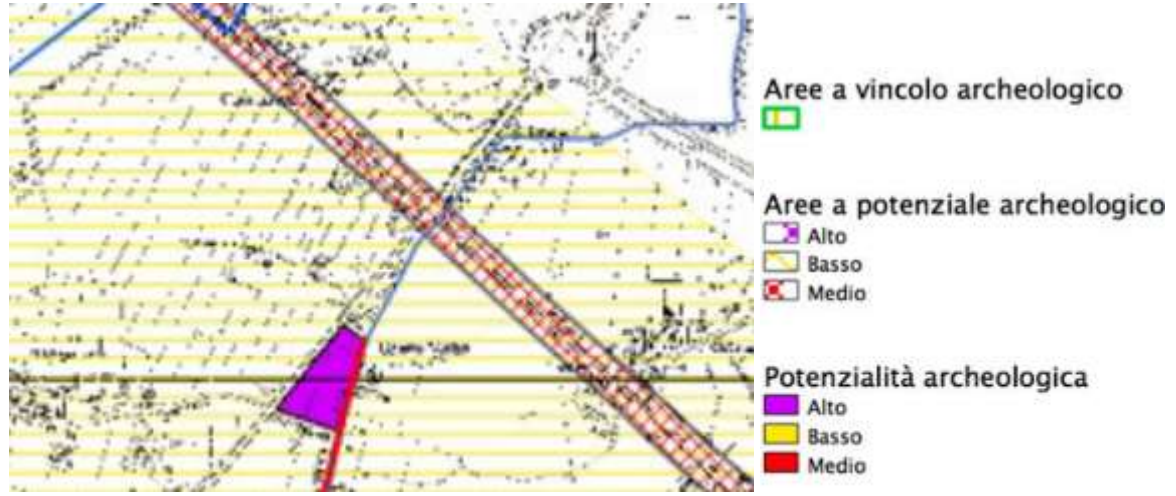 Aree a vincolo archeologico
Aree a potenziale archeologico
Alto
Basso
Medio
Potenzialità archeologica
Alto
Basso
Medio